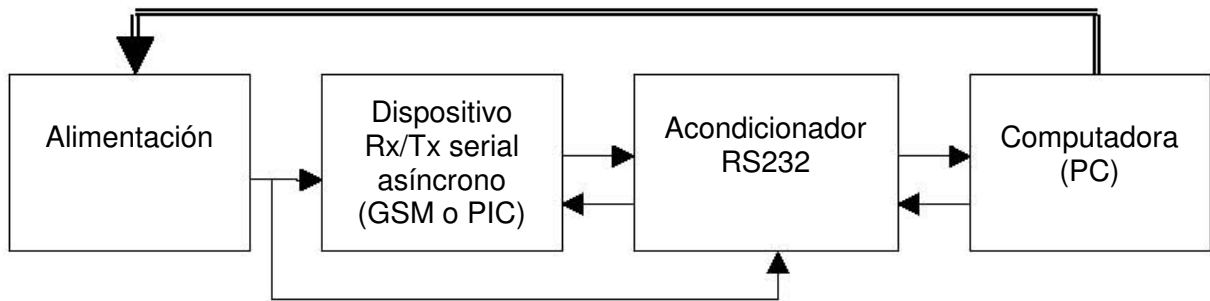 Alimentación
Dispositivo
Rx/Tx serial
asíncrono
(GSM o PIC)
Acondicionador
RS232
Computadora
(PC)